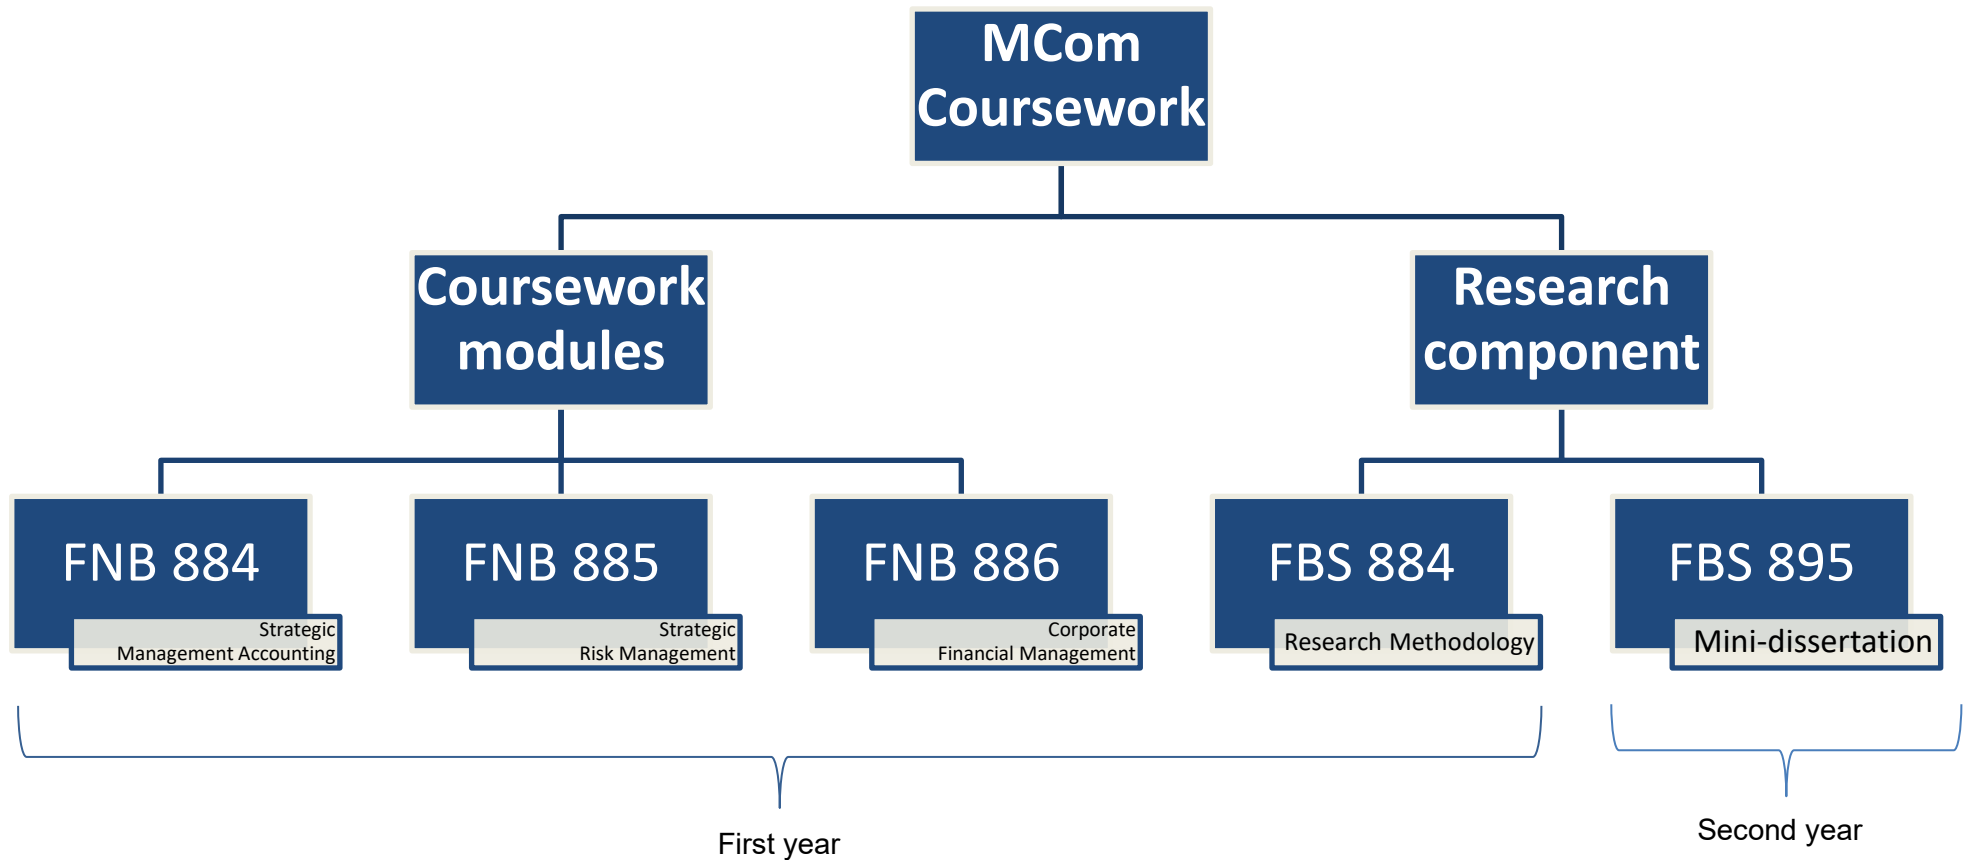 MCom
Coursework
Coursework
modules
Research
component
FNB 884
Strategic
Management Accounting
FNB 885
Strategic
Risk Management
FNB 886
Corporate
Financial Management
FBS 884
Research Methodology
FBS 895
Mini-dissertation
First year
Second year